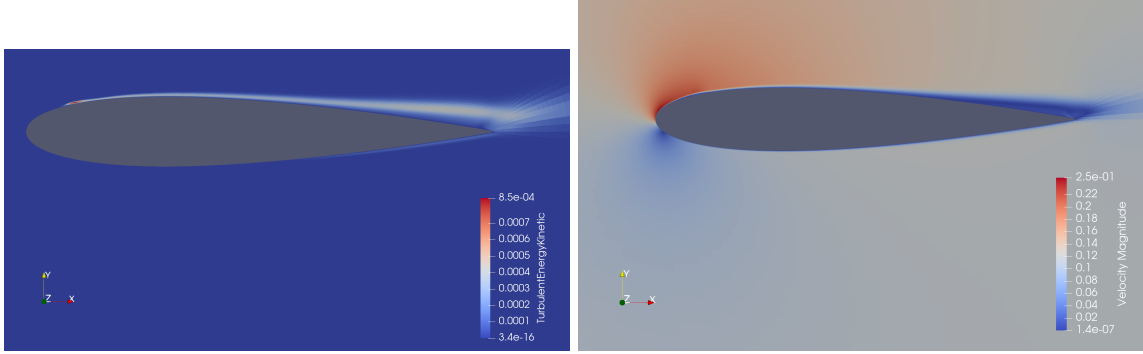 8.5e-04
0.0007
0.0006
0.0005
0.0004
0.0003
0.0002
0.0001
3.4e-16
TurbulentEnergyKinetic
Y
Z
X
2.5e-01
0.22
0.2
0.18
0.16
0.14
0.12
0.1
0.08
0.06
0.04
0.02
1.4e-07
Velocity Magnitude
Y
Z
X